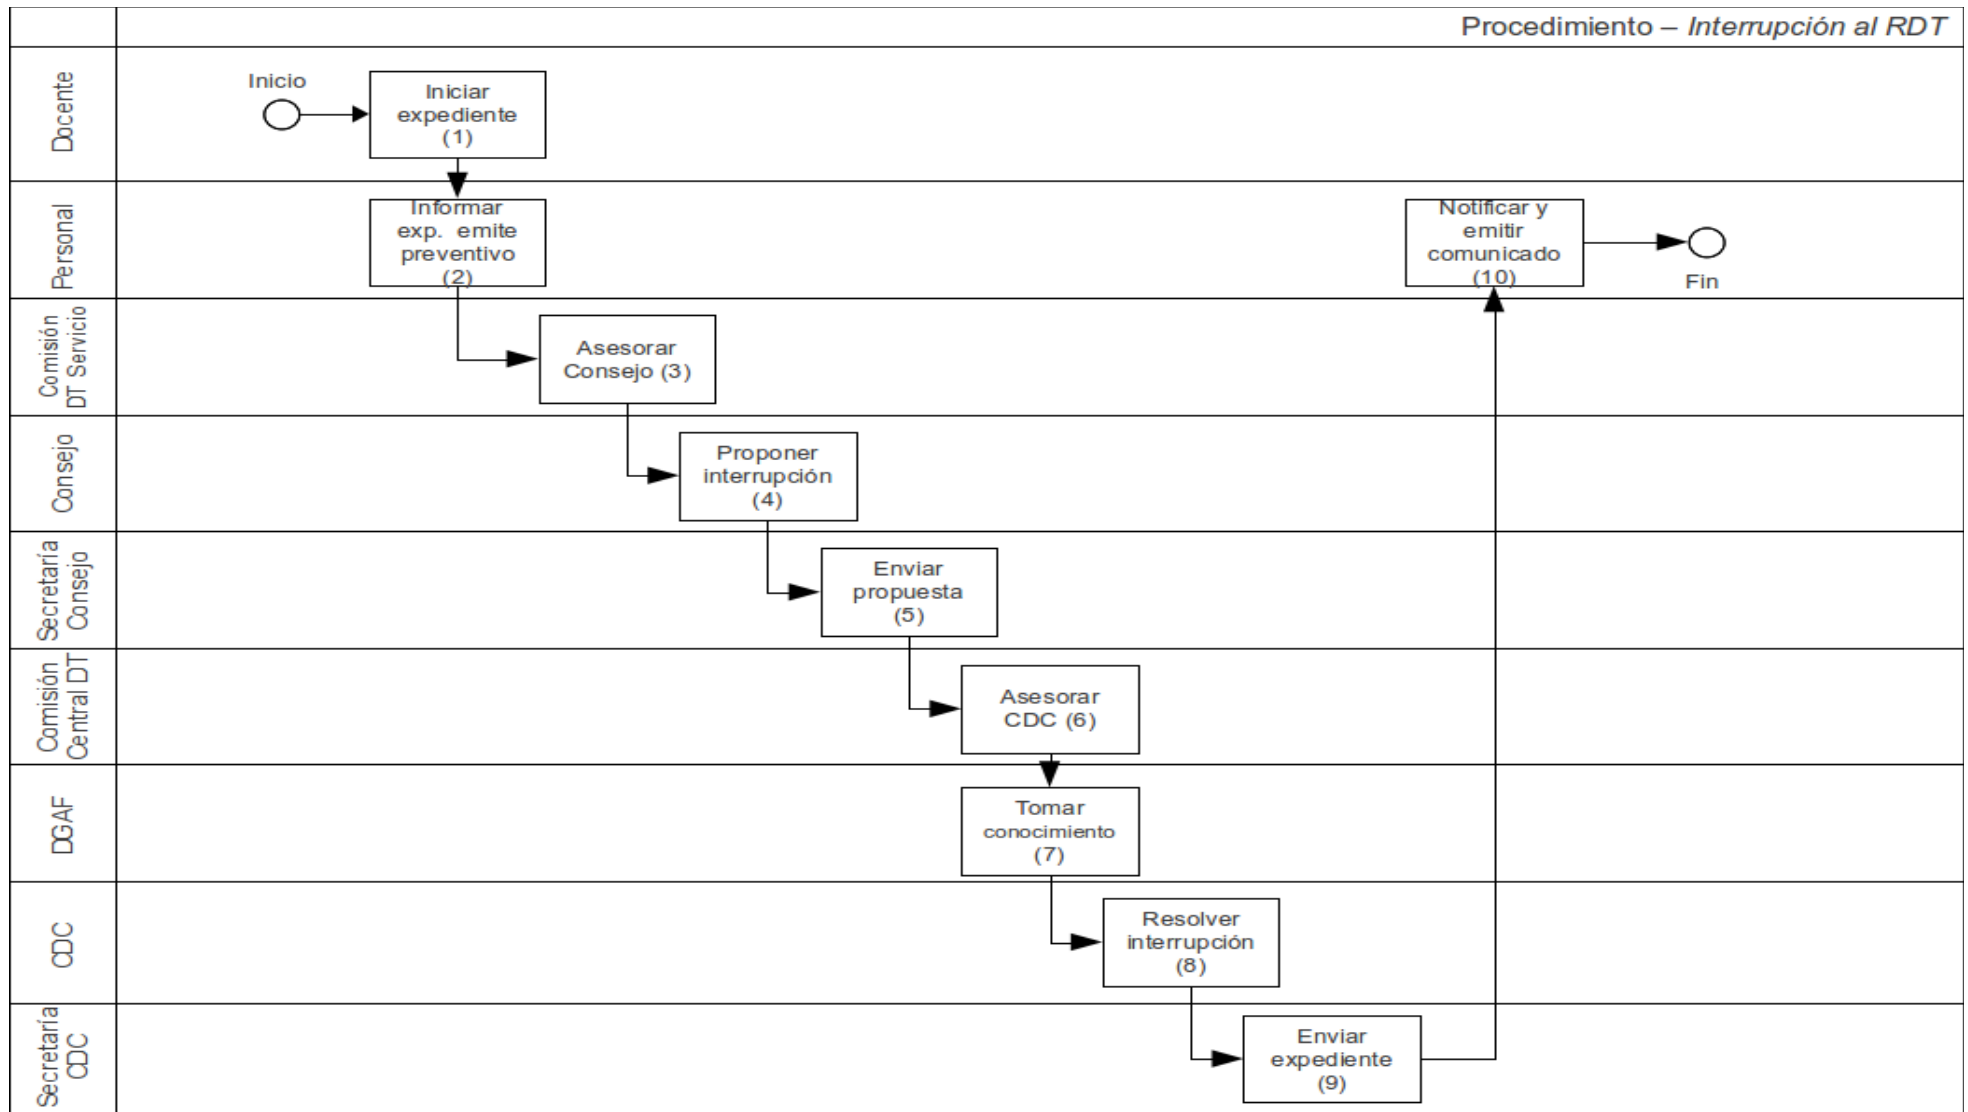 Procedimiento – Interrupción al RDT
Docente
Inicio
Iniciar
expediente
(1)
Personal
Informar
exp. emite
preventivo
(2)
Notificar y
emitir
comunicado
(10)
Fin
Comisión
DT Servicio
Asesorar
Consejo (3)
Consejo
Proponer
interrupción
(4)
Secretaría
Consejo
Enviar
propuesta
(5)
Comisión
Central DT
Asesorar
CDC (6)
DGAF
Tomar
conocimiento
(7)
CDC
Resolver
interrupción
(8)
Secretaría
CDC
Enviar
expediente
(9)